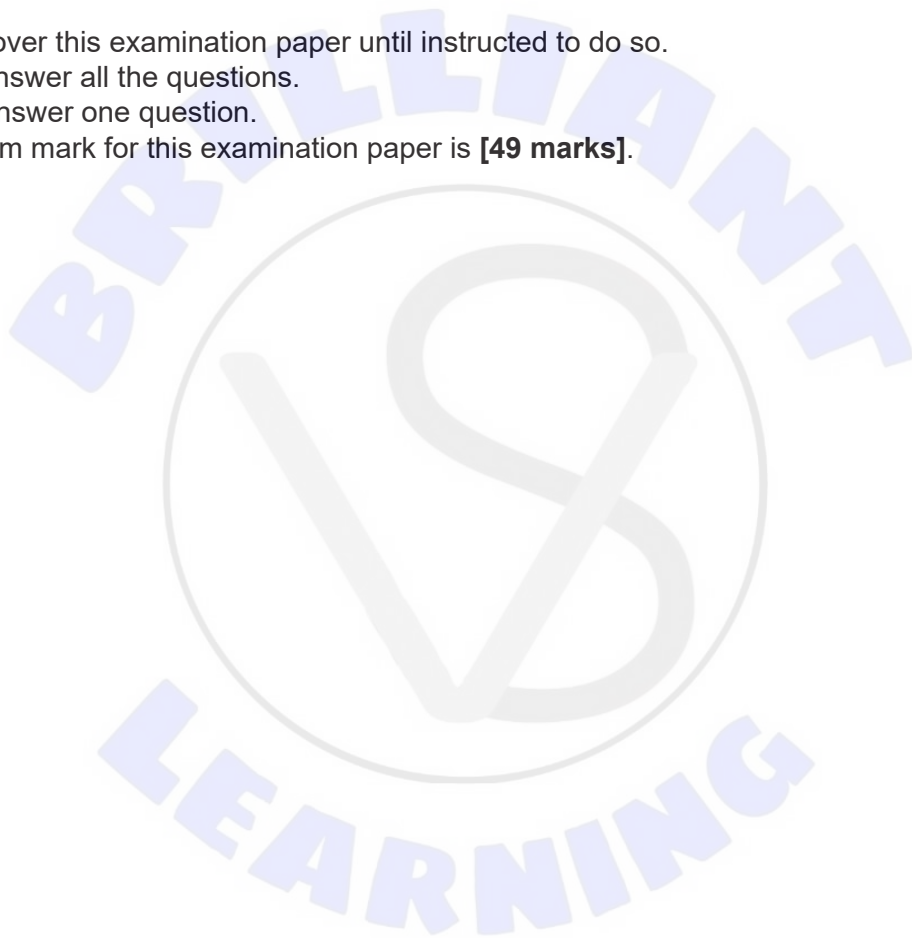 over this examination paper until instructed to do so.
nswer all the questions.
nswer one question.
m mark for this examination paper is [49 marks].
BRILLIANT
VS
LEARNING